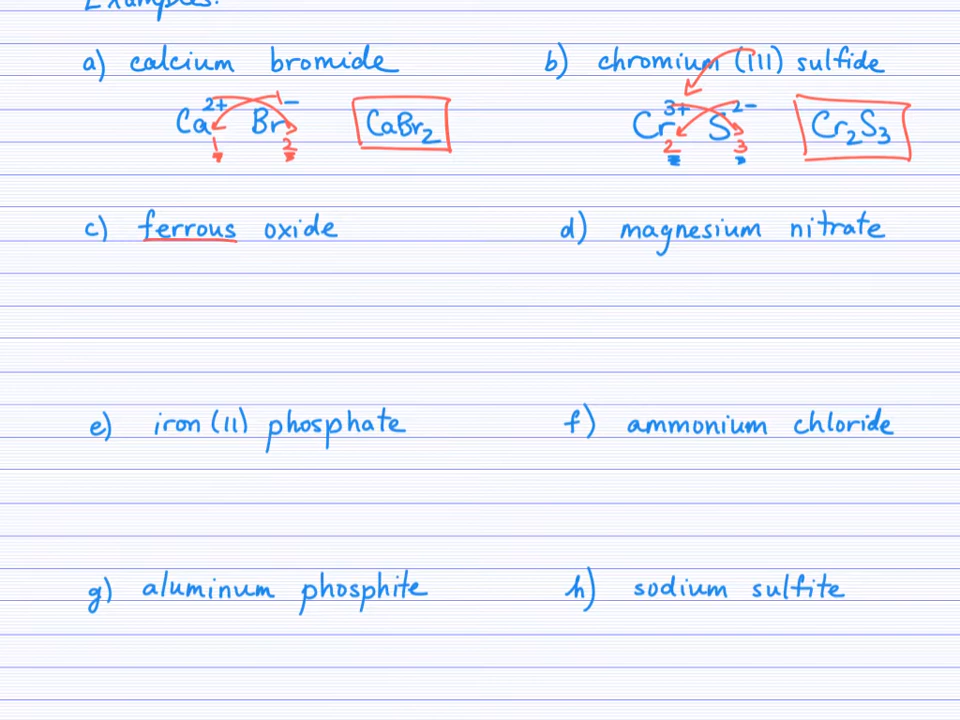 Examples:
a) calcium bromide
b) chromium (III) sulfide
Ca 2+ Br 1− CaBr2
1 2
Cr 3+ S 2− Cr2S3
2 3
c) ferrous oxide
d) magnesium nitrate
e) iron (II) phosphate
f) ammonium chloride
g) aluminum phosphite
h) sodium sulfite